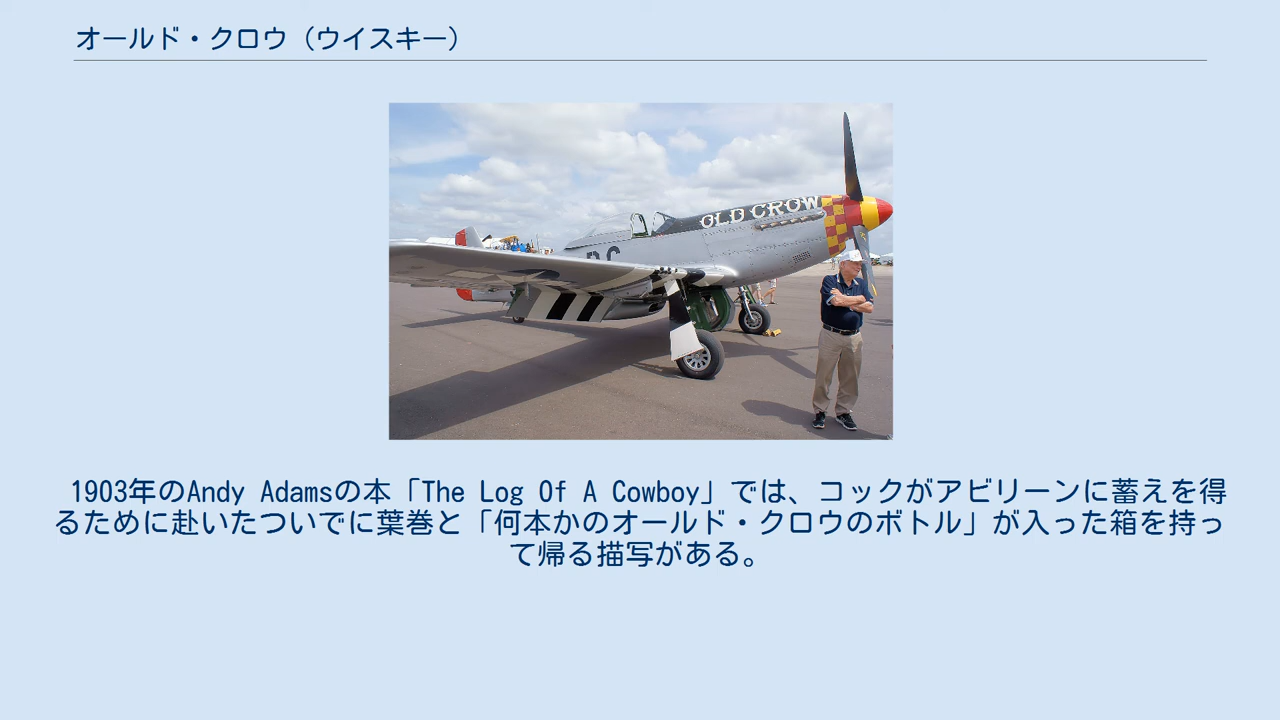 オールド・クロウ（ウイスキー）
OLD CROW
1903年のAndy Adamsの本「The Log Of A Cowboy」では、コックがアビリーンに蓄えを得
るために赴いたついでに葉巻と「何本かのオールド・クロウのボトル」が入った箱を持っ
て帰る描写がある。